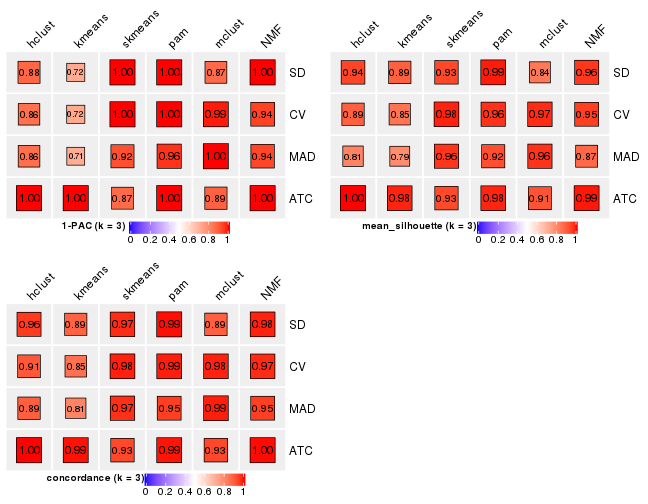 hclust kmeans skmeans pam mclust NMF
0.88 0.72 1.00 1.00 0.87 1.00 SD
0.86 0.72 1.00 1.00 0.99 0.94 CV
0.86 0.71 0.92 0.96 1.00 0.94 MAD
1.00 1.00 0.87 1.00 0.89 1.00 ATC
1-PAC (k = 3)
0 0.2 0.4 0.6 0.8 1
hclust kmeans skmeans pam mclust NMF
0.94 0.89 0.93 0.99 0.84 0.96 SD
0.89 0.85 0.98 0.96 0.97 0.95 CV
0.81 0.79 0.96 0.92 0.96 0.87 MAD
1.00 0.98 0.93 0.98 0.91 0.99 ATC
mean_silhouette (k = 3)
0 0.2 0.4 0.6 0.8 1
hclust kmeans skmeans pam mclust NMF
0.96 0.89 0.97 0.99 0.89 0.98 SD
0.91 0.85 0.98 0.99 0.98 0.97 CV
0.89 0.81 0.97 0.95 0.99 0.95 MAD
1.00 0.99 0.93 0.99 0.93 1.00 ATC
concordance (k = 3)
0 0.2 0.4 0.6 0.8 1